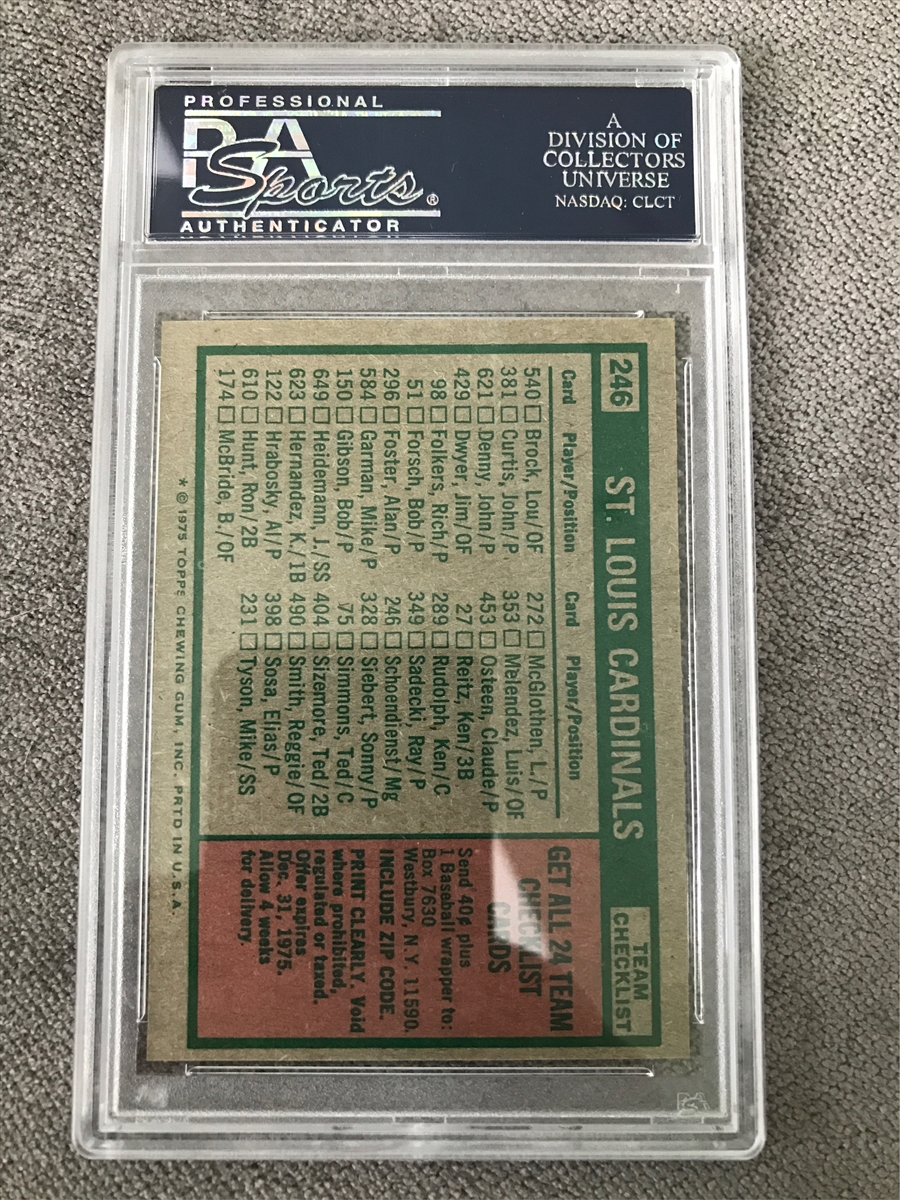 PROFESSIONAL
PSA
Sports®
AUTHENTICATOR
A
DIVISION OF
COLLECTORS
UNIVERSE
NASDAQ: CLCT
246 ST. LOUIS CARDINALS TEAM CHECKLIST
Card Player/Position Card Player/Position
540 □ Brock, Lou/OF 272 □ McGlothen, L./P
381 □ Curtis, John/P 353 □ Melendez, Luis/OF
621 □ Denny, John/P 453 □ Osteen, Claude/P
429 □ Dwyer, Jim/OF 27 □ Reitz, Ken/3B
98 □ Folkers, Rich/P 289 □ Rudolph, Ken/C
51 □ Forsch, Bob/P 349 □ Sadecki, Ray/P
296 □ Foster, Alan/P 246 □ Schoendienst/Mg
584 □ Garman, Mike/P 328 □ Siebert, Sonny/P
150 □ Gibson, Bob/P 75 □ Simmons, Ted/C
649 □ Heidemann, J./SS 404 □ Sizemore, Ted/2B
623 □ Hernandez, K/1B 490 □ Smith, Reggie/OF
122 □ Hrabosky, Al/P 398 □ Sosa, Elias/P
610 □ Hunt, Ron/2B 231 □ Tyson, Mike/SS
174 □ McBride, B./OF
GET ALL 24 TEAM
CHECKLIST
CARDS
Send 40¢ plus
1 Baseball wrapper to:
Box 7630
Westbury, N.Y. 11590.
INCLUDE ZIP CODE.
PRINT CLEARLY. Void
where prohibited,
regulated or taxed.
Offer expires
Dec. 31, 1975.
Allow 4 weeks
for delivery.
* © 1975 TOPPS CHEWING GUM, INC. PRTD IN U.S.A.